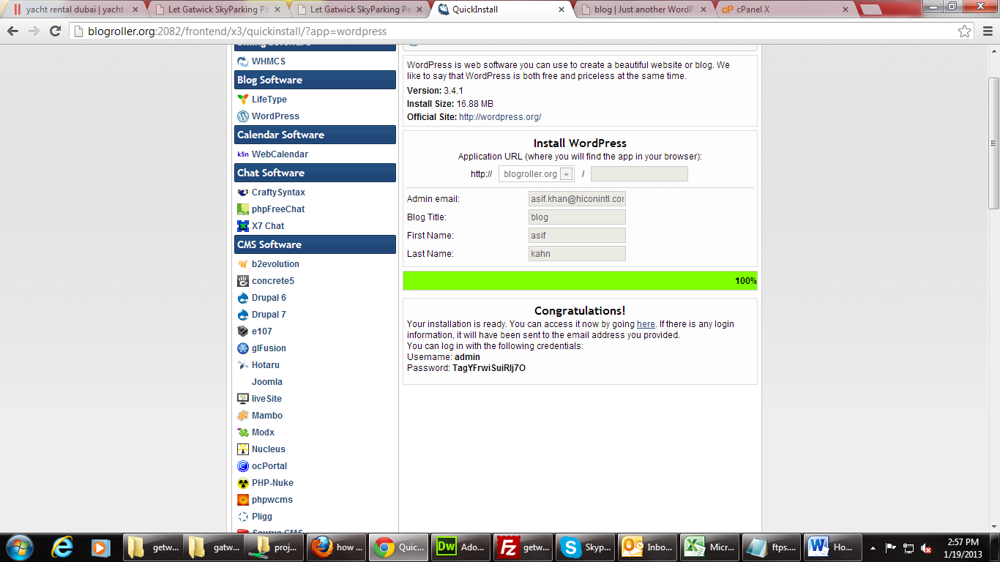 yacht rental dubai | yacht
Let Gatwick SkyParking Pa
Let Gatwick SkyParking Pa
QuickInstall
blog | Just another WordP
cPanel X
blogroller.org:2082/frontend/x3/quickinstall/?app=wordpress
WHMCS
Blog Software
LifeType
WordPress
Calendar Software
k5n WebCalendar
Chat Software
CraftySyntax
phpFreeChat
X7 Chat
CMS Software
b2evolution
concrete5
Drupal 6
Drupal 7
e107
glFusion
Hotaru
Joomla
liveSite
Mambo
Modx
Nucleus
ocPortal
PHP-Nuke
phpwcms
Pligg
WordPress is web software you can use to create a beautiful website or blog. We
like to say that WordPress is both free and priceless at the same time.
Version: 3.4.1
Install Size: 16.88 MB
Official Site: http://wordpress.org/
Install WordPress
Application URL (where you will find the app in your browser):
http:// blogroller.org /
Admin email: asif.khan@hiconintl.con
Blog Title: blog
First Name: asif
Last Name: kahn
100%
Congratulations!
Your installation is ready. You can access it now by going here. If there is any login
information, it will have been sent to the email address you provided.
You can log in with the following credentials:
Username: admin
Password: TagYFrwiSuiRIj7O
getw...
gatw...
proj...
how ...
Quic...
Dw Ado...
getw...
Skyp...
Inbo...
Micr...
ftps....
Ho...
2:57 PM
1/19/2013